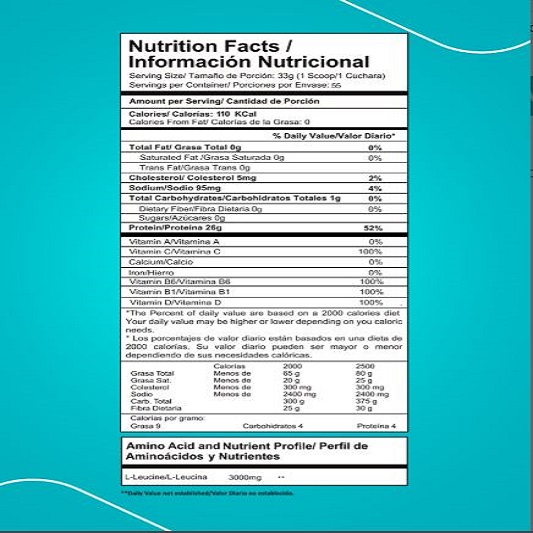 Nutrition Facts /
Información Nutricional
Serving Size/ Tamaño de Porción: 33g (1 Scoop/1 Cuchara)
Servings per Container/ Porciones por Envase: 55
Amount per Serving/ Cantidad de Porción
Calories/ Calorías: 110 KCal
Calories From Fat/ Calorías de la Grasa: 0
% Daily Value/Valor Diario*
Total Fat/ Grasa Total 0g 0%
Saturated Fat /Grasa Saturada 0g 0%
Trans Fat/Grasa Trans 0g
Cholesterol/ Colesterol 5mg 2%
Sodium/Sodio 95mg 4%
Total Carbohydrates/Carbohidratos Totales 1g 0%
Dietary Fiber/Fibra Dietaria 0g 0%
Sugars/Azúcares 0g
Protein/Proteina 26g 52%
Vitamin A/Vitamina A 0%
Vitamin C/Vitamina C 100%
Calcium/Calcio 0%
Iron/Hierro 0%
Vitamin B6/Vitamina B6 100%
Vitamin B1/Vitamina B1 100%
Vitamin D/Vitamina D 100%
*The Percent of daily value are based on a 2000 calories diet
Your daily value may be higher or lower depending on you caloric
needs.
* Los porcentajes de valor diario están basados en una dieta de
2000 calorías. Su valor diario pueden ser mayor o menor
dependiendo de sus necesidades calóricas.
Calorías 2000 2500
Grasa Total Menos de 65 g 80 g
Grasa Sat. Menos de 20 g 25 g
Colesterol Menos de 300 mg 300 mg
Sodio Menos de 2400 mg 2400 mg
Carb. Total 300 g 375 g
Fibra Dietaria 25 g 30 g
Calorías por gramo:
Grasa 9 Carbohidratos 4 Proteína 4
Amino Acid and Nutrient Profile/ Perfil de
Aminoácidos y Nutrientes
L-Leucine/L-Leucina 3000mg **
**Daily Value not established/Valor Diario no establecido.